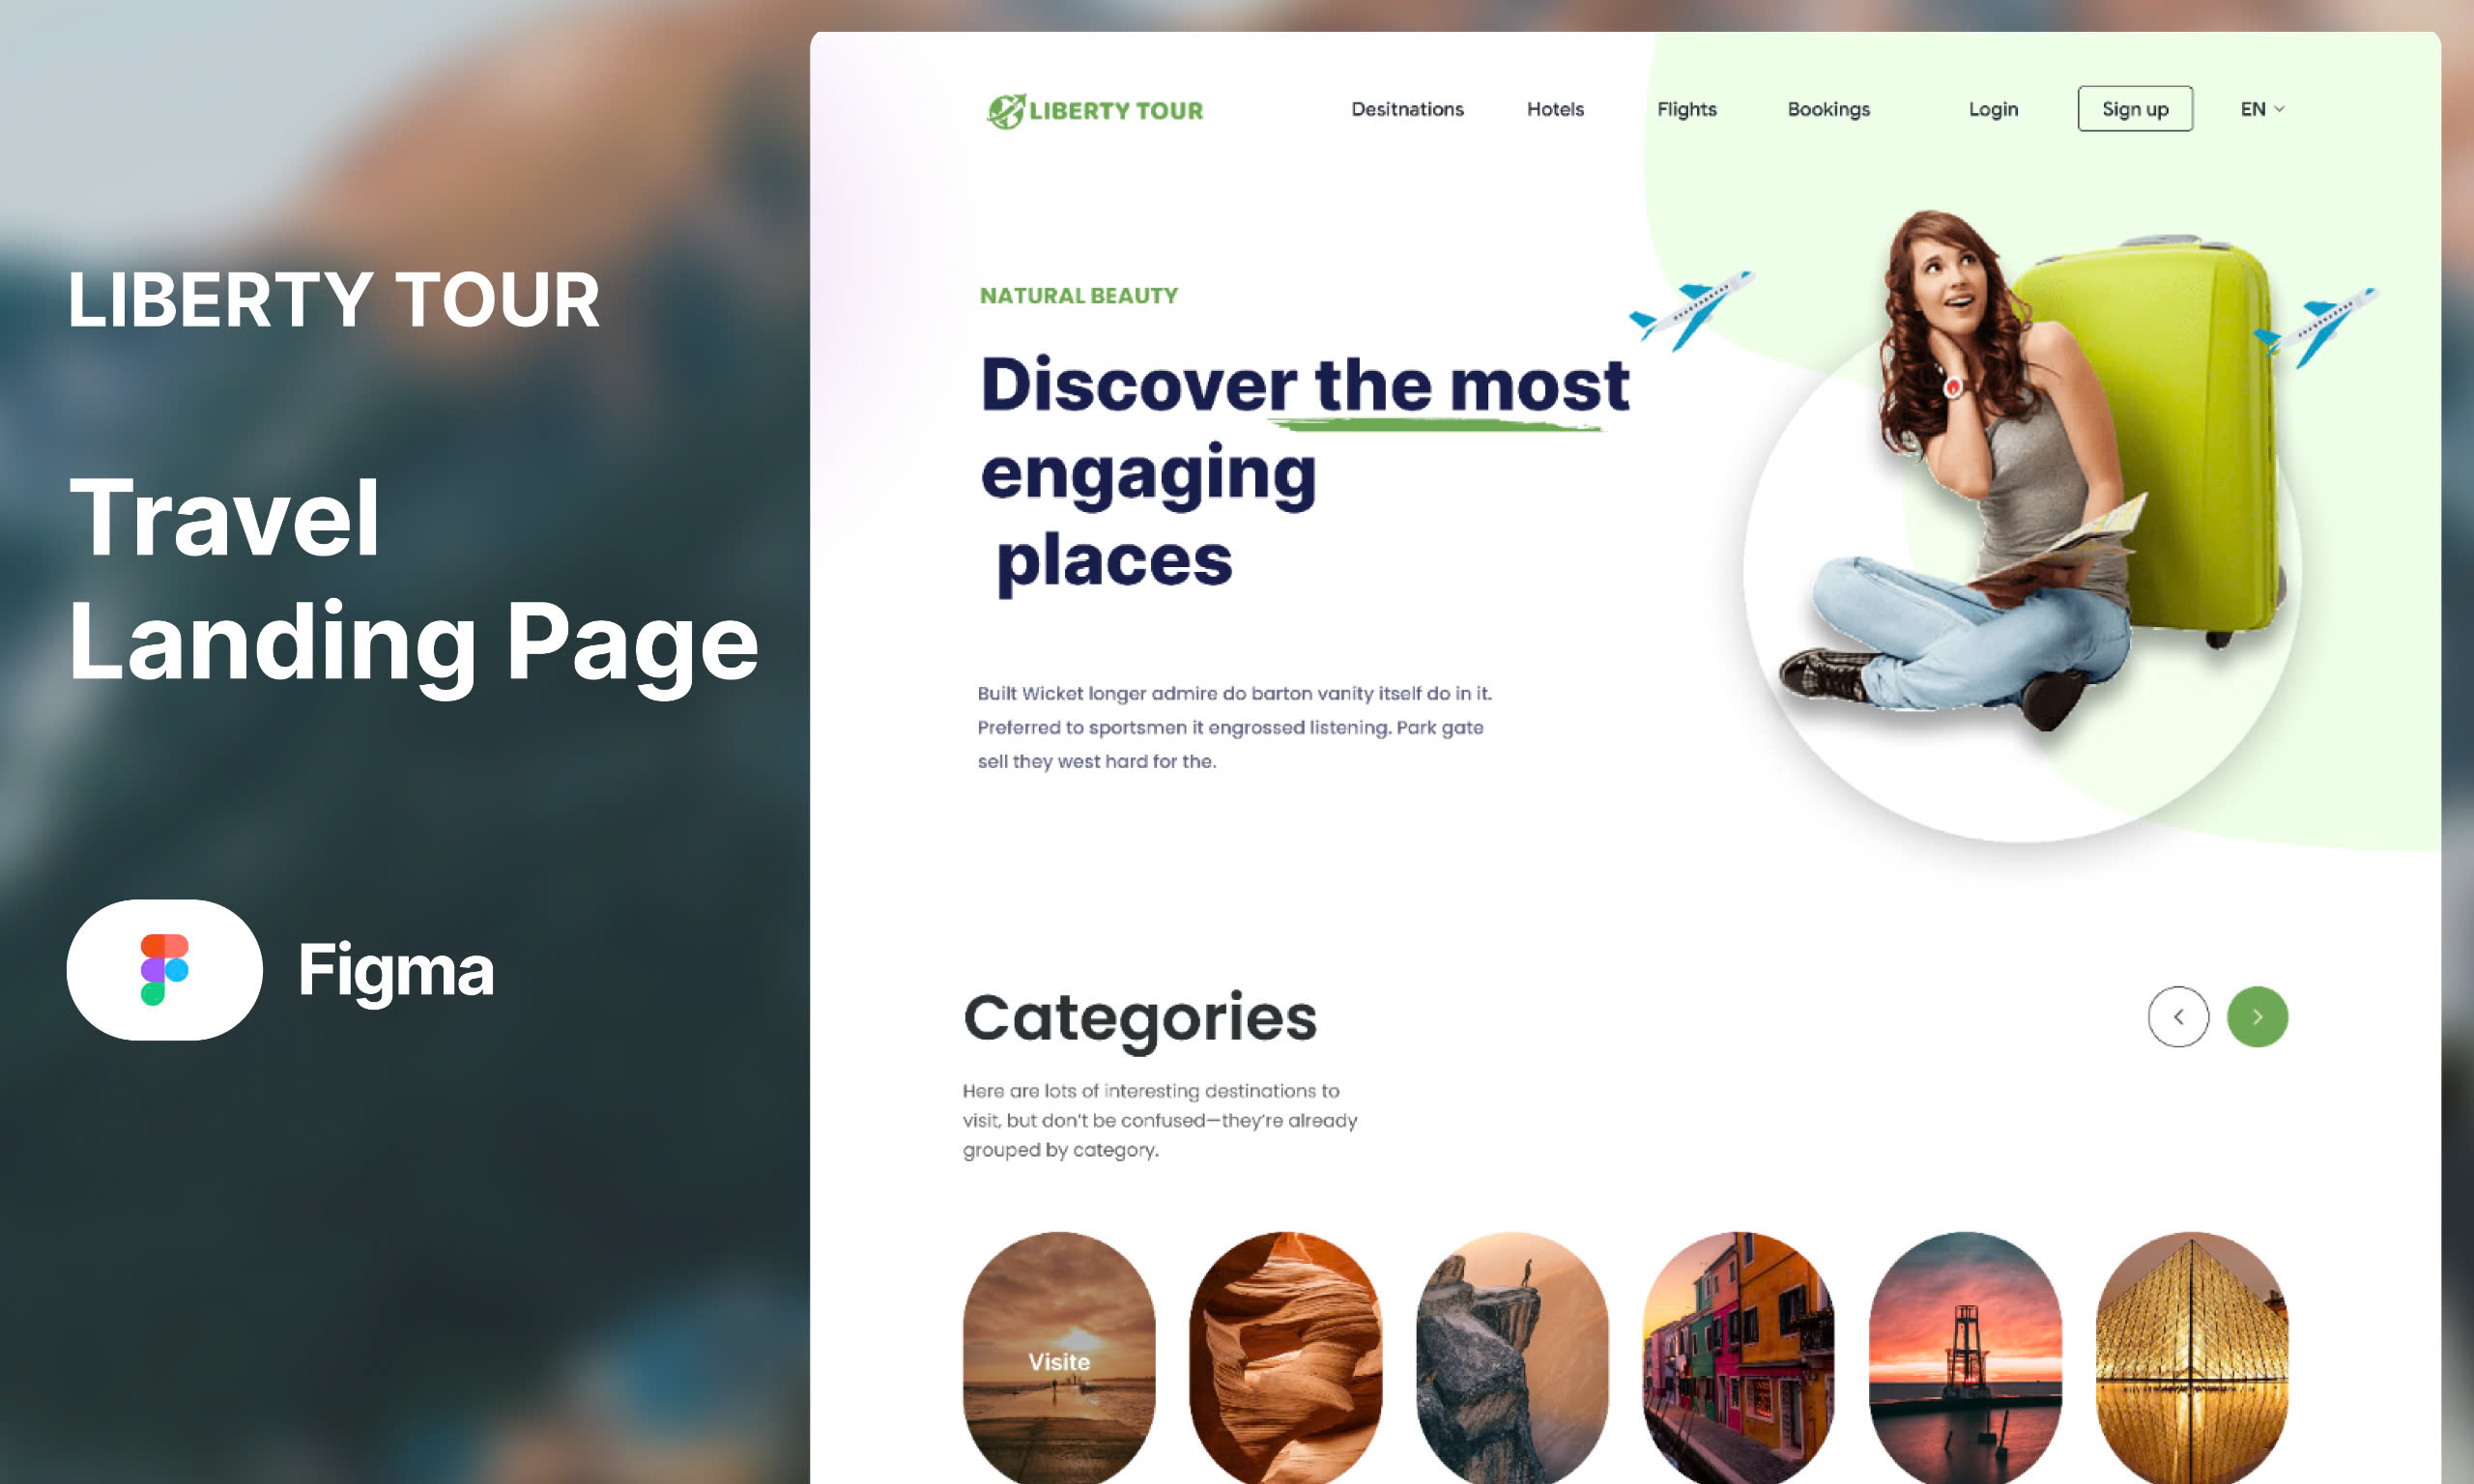 LIBERTY TOUR
Travel
Landing Page
Figma
LIBERTY TOUR
Desitnations
Hotels
Flights
Bookings
Login
Sign up
EN
NATURAL BEAUTY
Discover the most
engaging
places
Built Wicket longer admire do barton vanity itself do in it.
Preferred to sportsmen it engrossed listening. Park gate
sell they west hard for the.
Categories
Here are lots of interesting destinations to
visit, but don't be confused—they're already
grouped by category.
Visite